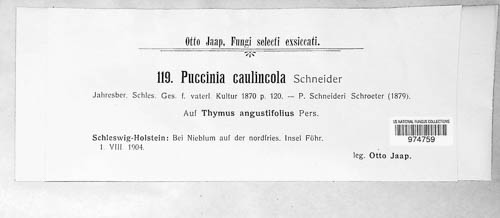 Otto Jaap, Fungi selecti exsiccati.
119. Puccinia caulincola Schneider
Jahresber. Schles. Ges. f. vaterl. Kultur 1870 p. 120. — P. Schneideri Schroeter (1879).
Auf Thymus angustifolius Pers.
Schleswig-Holstein: Bei Nieblum auf der nordfries. Insel Föhr.
1. VIII. 1904.
leg. Otto Jaap.
US NATIONAL FUNGUS COLLECTIONS
974759